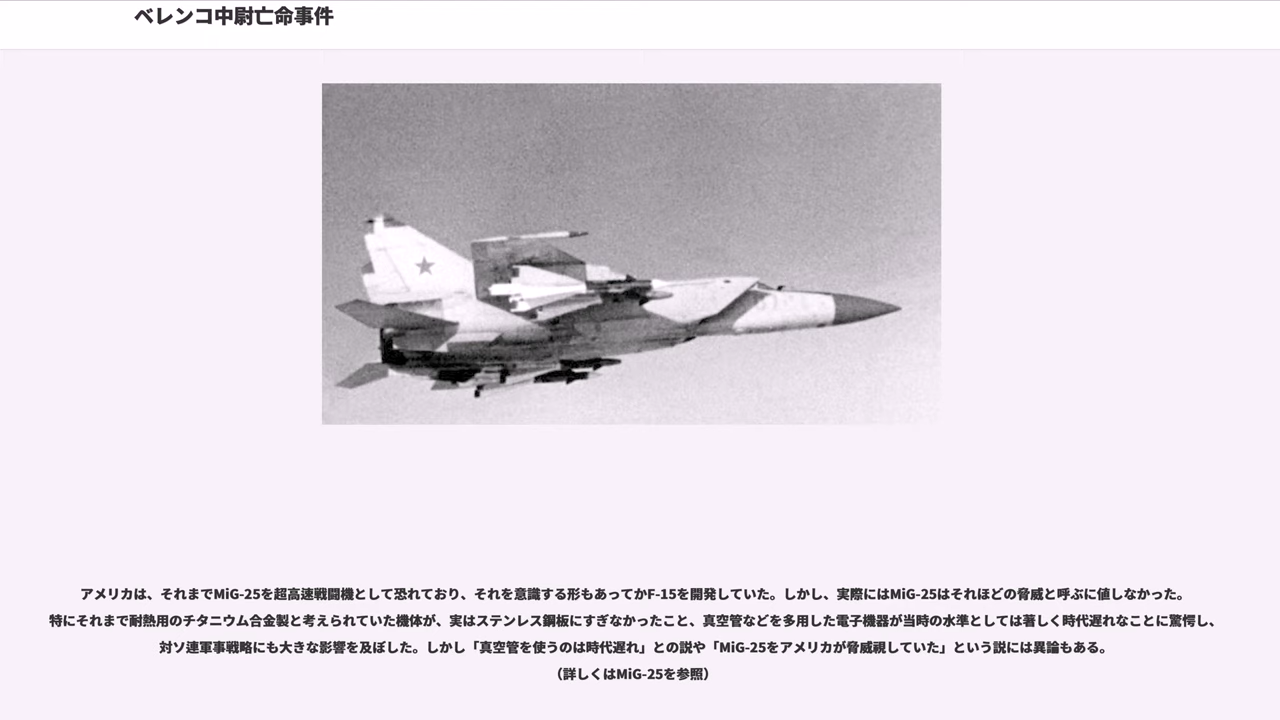 ベレンコ中尉亡命事件
アメリカは、それまでMiG-25を超高速戦闘機として恐れており、それを意識する形もあってかF-15を開発していた。しかし、実際にはMiG-25はそれほどの脅威と呼ぶに値しなかった。
特にそれまで耐熱用のチタニウム合金製と考えられていた機体が、実はステンレス鋼板にすぎなかったこと、真空管などを多用した電子機器が当時の水準としては著しく時代遅れなことに驚愕し、
対ソ連軍事戦略にも大きな影響を及ぼした。しかし「真空管を使うのは時代遅れ」との説や「MiG-25をアメリカが脅威視していた」という説には異論もある。
（詳しくはMiG-25を参照）